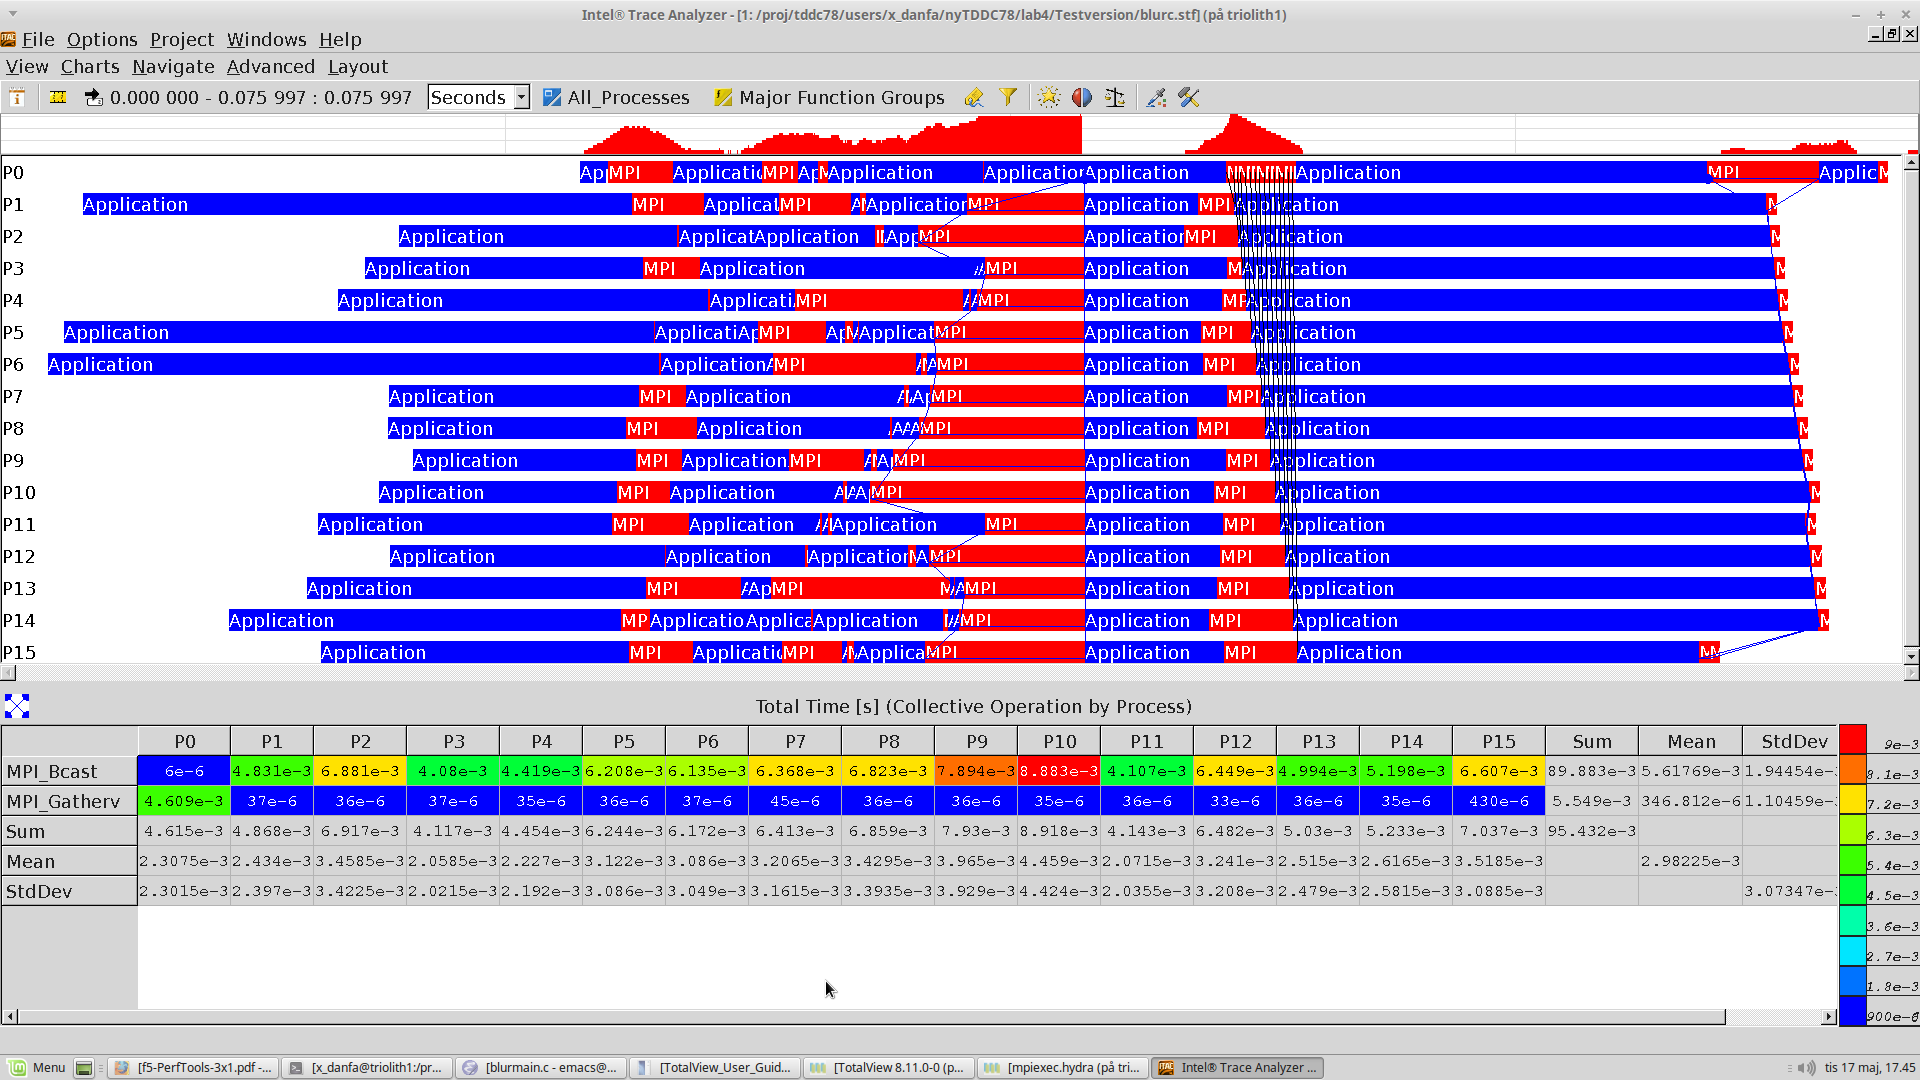 Intel® Trace Analyzer - [1: /proj/tddc78/users/x_danfa/nyTDDC78/lab4/Testversion/blurc.stf] (på triolith1)
File Options Project Windows Help
View Charts Navigate Advanced Layout
0.000 000 - 0.075 997 : 0.075 997 Seconds All_Processes Major Function Groups
P0 Ap MPI Applicati MPI Ap M Application Application Application Application MPI Applic M
P1 Application MPI Applicat MPI A Application MPI Application MPI Application M
P2 Application Applicat Application App MPI Application MPI Application M
P3 Application MPI Application MPI Application M Application M
P4 Application Applicati MPI MPI Application MP Application M
P5 Application Applicati Ap MPI Ap M Applicat MPI Application MPI Application M
P6 Application Application MPI A MPI Application MPI Application M
P7 Application MPI Application A Ap MPI Application MPI Application M
P8 Application MPI Application AAA MPI Application MPI Application M
P9 Application MPI Application MPI A A MPI Application MPI Application M
P10 Application MPI Application A AA MPI Application MPI Application M
P11 Application MPI Application Application MPI Application MPI Application M
P12 Application Application Application M A MPI Application MPI Application M
P13 Application MPI Ap MPI M A MPI Application MPI Application M
P14 Application MP Applicatio Applica Application MPI Application MPI Application M
P15 Application MPI Applicatio MPI A Applica MPI Application MPI Application M
Total Time [s] (Collective Operation by Process)
P0 P1 P2 P3 P4 P5 P6 P7 P8 P9 P10 P11 P12 P13 P14 P15 Sum Mean StdDev
MPI_Bcast 6e-6 4.831e-3 6.881e-3 4.08e-3 4.419e-3 6.208e-3 6.135e-3 6.368e-3 6.823e-3 7.894e-3 8.883e-3 4.107e-3 6.449e-3 4.994e-3 5.198e-3 6.607e-3 89.883e-3 5.61769e-3 1.94454e-
MPI_Gatherv 4.609e-3 37e-6 36e-6 37e-6 35e-6 36e-6 37e-6 45e-6 36e-6 36e-6 35e-6 36e-6 33e-6 36e-6 35e-6 430e-6 5.549e-3 346.812e-6 1.10459e-
Sum 4.615e-3 4.868e-3 6.917e-3 4.117e-3 4.454e-3 6.244e-3 6.172e-3 6.413e-3 6.859e-3 7.93e-3 8.918e-3 4.143e-3 6.482e-3 5.03e-3 5.233e-3 7.037e-3 95.432e-3
Mean 2.3075e-3 2.434e-3 3.4585e-3 2.0585e-3 2.227e-3 3.122e-3 3.086e-3 3.2065e-3 3.4295e-3 3.965e-3 4.459e-3 2.0715e-3 3.241e-3 2.515e-3 2.6165e-3 3.5185e-3 2.98225e-3
StdDev 2.3015e-3 2.397e-3 3.4225e-3 2.0215e-3 2.192e-3 3.086e-3 3.049e-3 3.1615e-3 3.3935e-3 3.929e-3 4.424e-3 2.0355e-3 3.208e-3 2.479e-3 2.5815e-3 3.0885e-3 3.07347e-
9e-3
8.1e-3
7.2e-3
6.3e-3
5.4e-3
4.5e-3
3.6e-3
2.7e-3
1.8e-3
900e-6
Menu [f5-PerfTools-3x1.pdf -... [x_danfa@triolith1:/pr... [blurmain.c - emacs@... [TotalView_User_Guid... [TotalView 8.11.0-0 (p... [mpiexec.hydra (på tri... Intel® Trace Analyzer ... tis 17 maj, 17.45